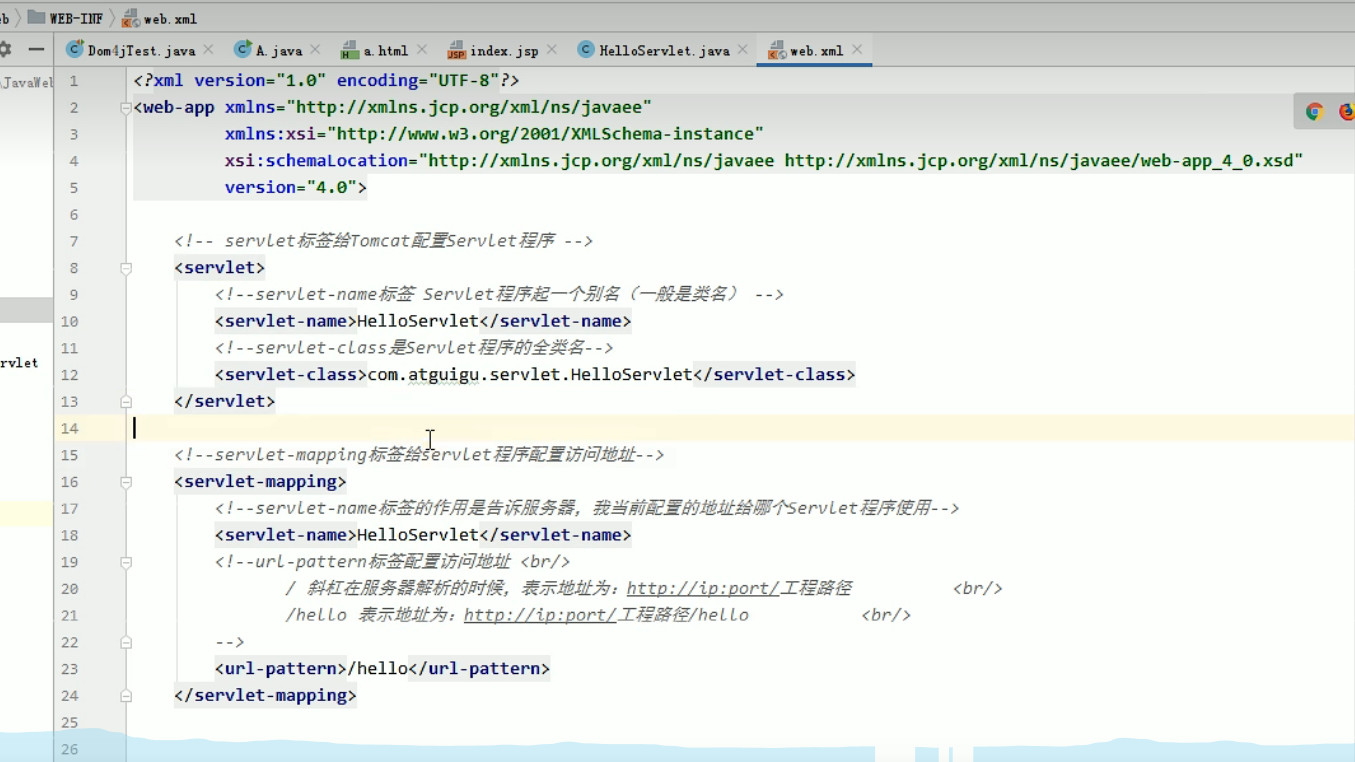 WEB-INF web.xml
Dom4jTest.java A.java a.html index.jsp HelloServlet.java web.xml
1 <?xml version="1.0" encoding="UTF-8"?>
2 <web-app xmlns="http://xmlns.jcp.org/xml/ns/javaee"
3 xmlns:xsi="http://www.w3.org/2001/XMLSchema-instance"
4 xsi:schemaLocation="http://xmlns.jcp.org/xml/ns/javaee http://xmlns.jcp.org/xml/ns/javaee/web-app_4_0.xsd"
5 version="4.0">
6
7 <!-- servlet标签给Tomcat配置Servlet程序 -->
8 <servlet>
9 <!--servlet-name标签 Servlet程序起一个别名（一般是类名） -->
10 <servlet-name>HelloServlet</servlet-name>
11 <!--servlet-class是Servlet程序的全类名-->
12 <servlet-class>com.atguigu.servlet.HelloServlet</servlet-class>
13 </servlet>
14
15 <!--servlet-mapping标签给servlet程序配置访问地址-->
16 <servlet-mapping>
17 <!--servlet-name标签的作用是告诉服务器，我当前配置的地址给哪个Servlet程序使用-->
18 <servlet-name>HelloServlet</servlet-name>
19 <!--url-pattern标签配置访问地址 <br/>
20 / 斜杠在服务器解析的时候，表示地址为：http://ip:port/工程路径 <br/>
21 /hello 表示地址为：http://ip:port/工程路径/hello <br/>
22 -->
23 <url-pattern>/hello</url-pattern>
24 </servlet-mapping>
25
26